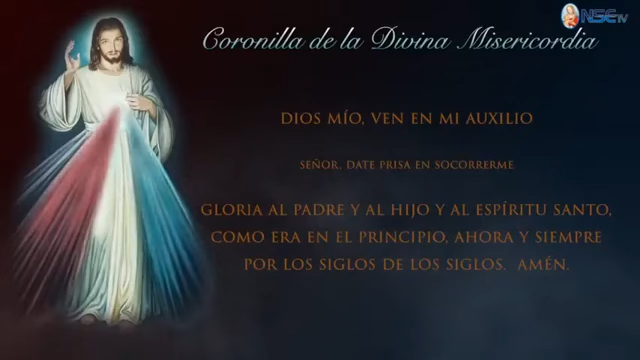 NSE TV
Coronilla de la Divina Misericordia
DIOS MÍO, VEN EN MI AUXILIO
SEÑOR, DATE PRISA EN SOCORRERME
GLORIA AL PADRE Y AL HIJO Y AL ESPÍRITU SANTO,
COMO ERA EN EL PRINCIPIO, AHORA Y SIEMPRE
POR LOS SIGLOS DE LOS SIGLOS. AMÉN.